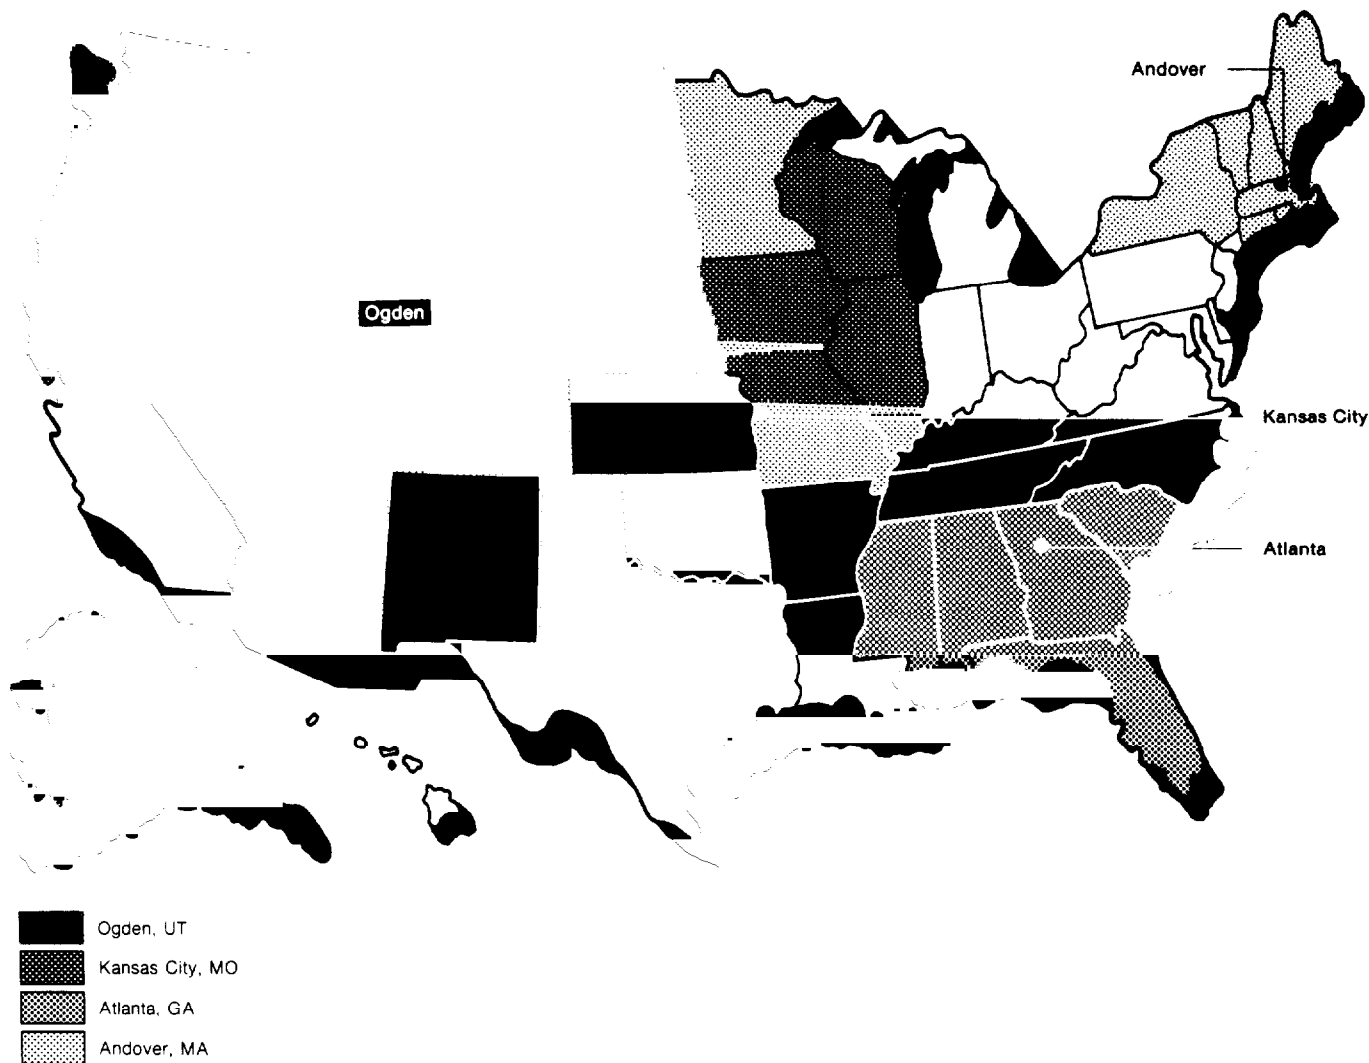 Andover
Ogden
Kansas City
Atlanta
Ogden, UT
Kansas City, MO
Atlanta, GA
Andover, MA